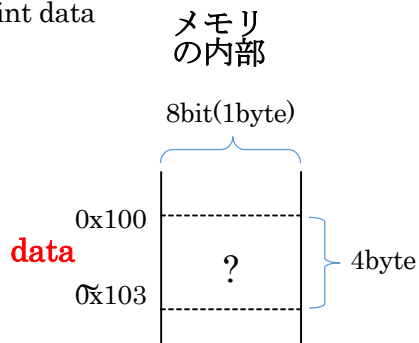 int data
メモリ
の内部
8bit(1byte)
0x100
data
~
0x103
?
4byte